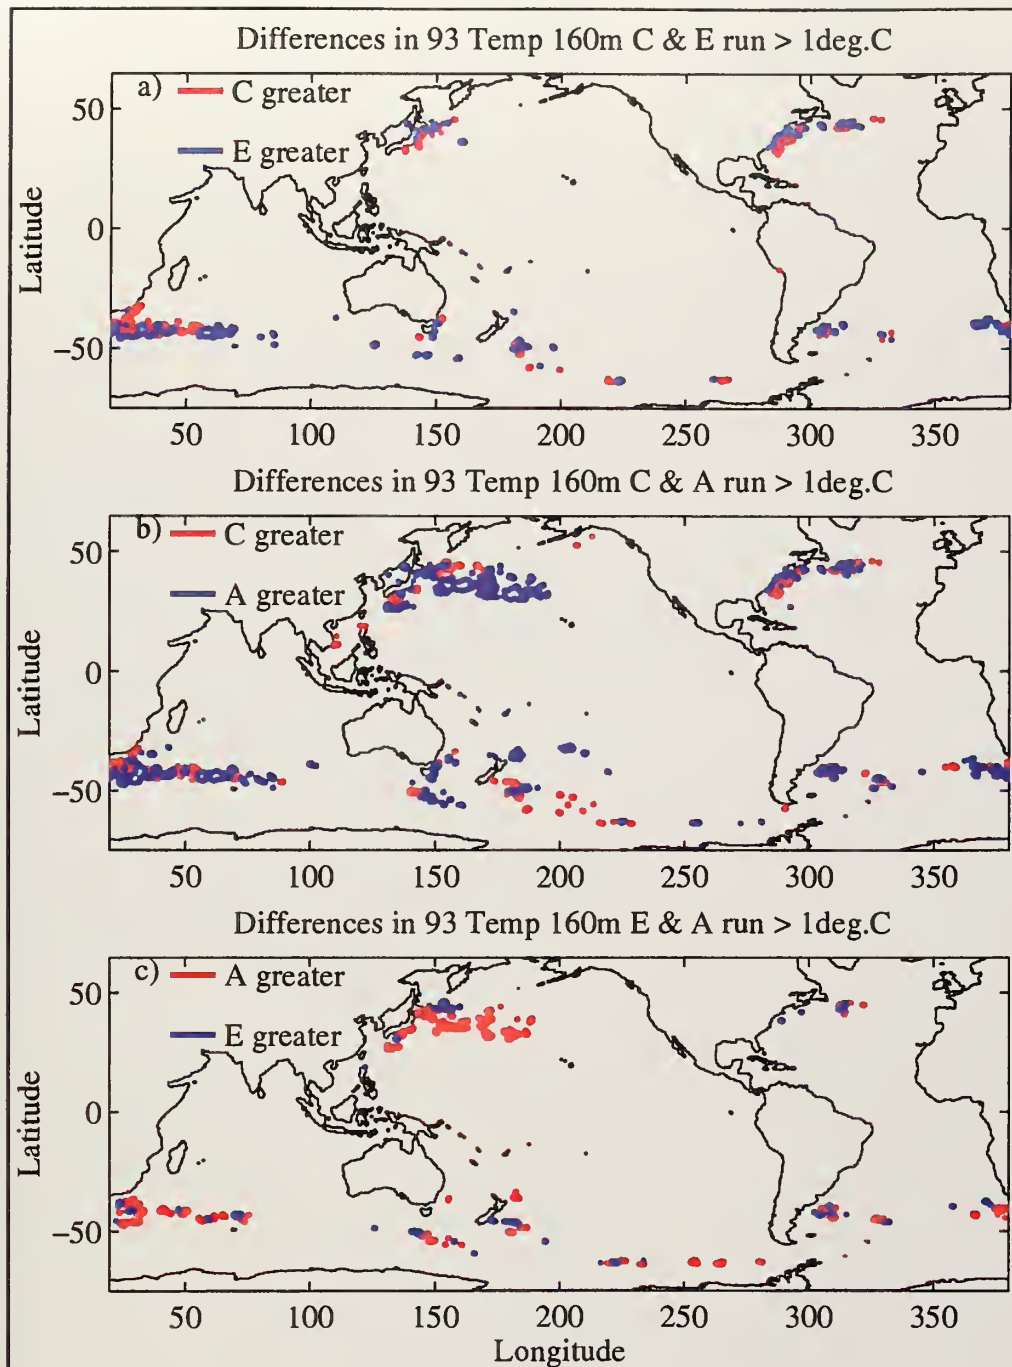 Differences in 93 Temp 160m C & E run > 1deg.C
a) C greater
E greater
Latitude
50
0
−50
50 100 150 200 250 300 350
Differences in 93 Temp 160m C & A run > 1deg.C
b) C greater
A greater
Latitude
50
0
−50
50 100 150 200 250 300 350
Differences in 93 Temp 160m E & A run > 1deg.C
c) A greater
E greater
Latitude
50
0
−50
50 100 150 200 250 300 350
Longitude